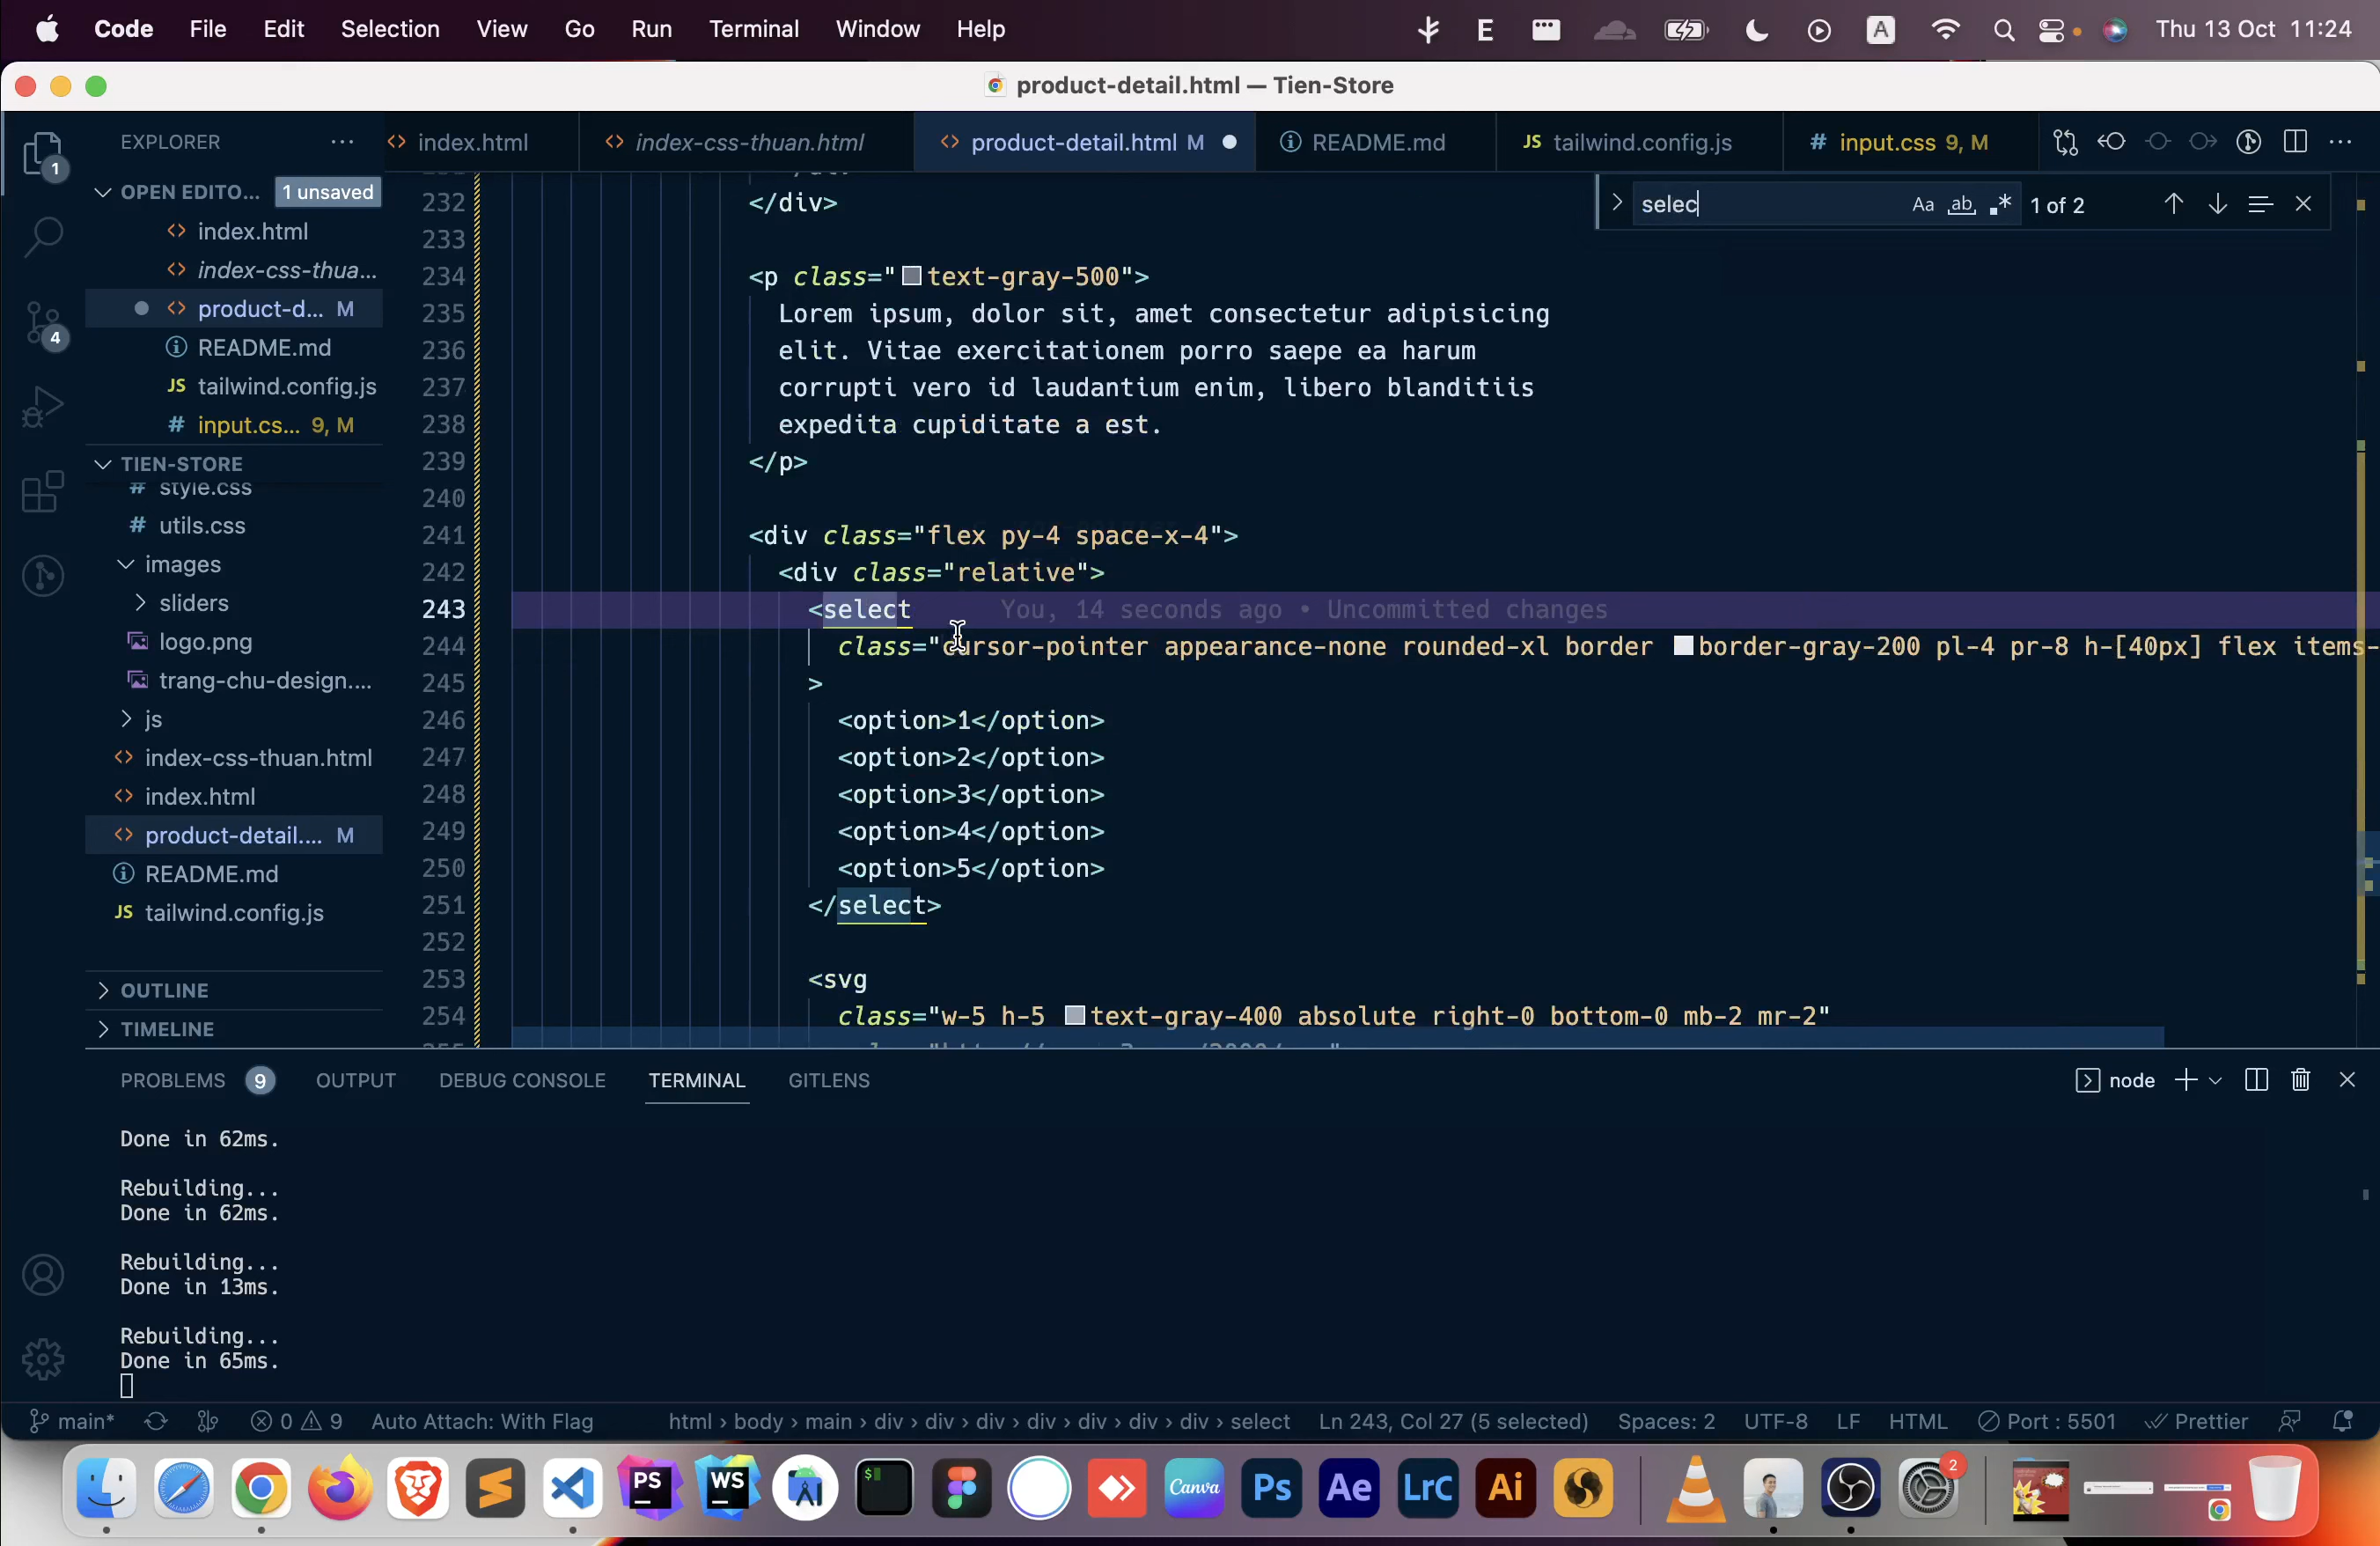 Code File Edit Selection View Go Run Terminal Window Help E A Thu 13 Oct 11:24
product-detail.html — Tien-Store
EXPLORER ··· index.html index-css-thuan.html product-detail.html M README.md JS tailwind.config.js # input.css 9, M ···
1
OPEN EDITO... 1 unsaved
index.html
index-css-thua...
product-d... M
README.md
JS tailwind.config.js
# input.cs... 9, M
4
TIEN-STORE
# style.css
# utils.css
images
sliders
logo.png
trang-chu-design....
js
index-css-thuan.html
index.html
product-detail.... M
README.md
JS tailwind.config.js
OUTLINE
TIMELINE
selec Aa ab .* 1 of 2
232 </div>
233
234 <p class="text-gray-500">
235 Lorem ipsum, dolor sit, amet consectetur adipisicing
236 elit. Vitae exercitationem porro saepe ea harum
237 corrupti vero id laudantium enim, libero blanditiis
238 expedita cupiditate a est.
239 </p>
240
241 <div class="flex py-4 space-x-4">
242 <div class="relative">
243 <select You, 14 seconds ago • Uncommitted changes
244 class="cursor-pointer appearance-none rounded-xl border border-gray-200 pl-4 pr-8 h-[40px] flex items-
245 >
246 <option>1</option>
247 <option>2</option>
248 <option>3</option>
249 <option>4</option>
250 <option>5</option>
251 </select>
252
253 <svg
254 class="w-5 h-5 text-gray-400 absolute right-0 bottom-0 mb-2 mr-2"
PROBLEMS 9 OUTPUT DEBUG CONSOLE TERMINAL GITLENS node
Done in 62ms.
Rebuilding...
Done in 62ms.
Rebuilding...
Done in 13ms.
Rebuilding...
Done in 65ms.
main* 0 9 Auto Attach: With Flag html › body › main › div › div › div › div › div › div › div › select Ln 243, Col 27 (5 selected) Spaces: 2 UTF-8 LF HTML Port : 5501 Prettier
PS WS $ Canva Ps Ae LrC Ai 2